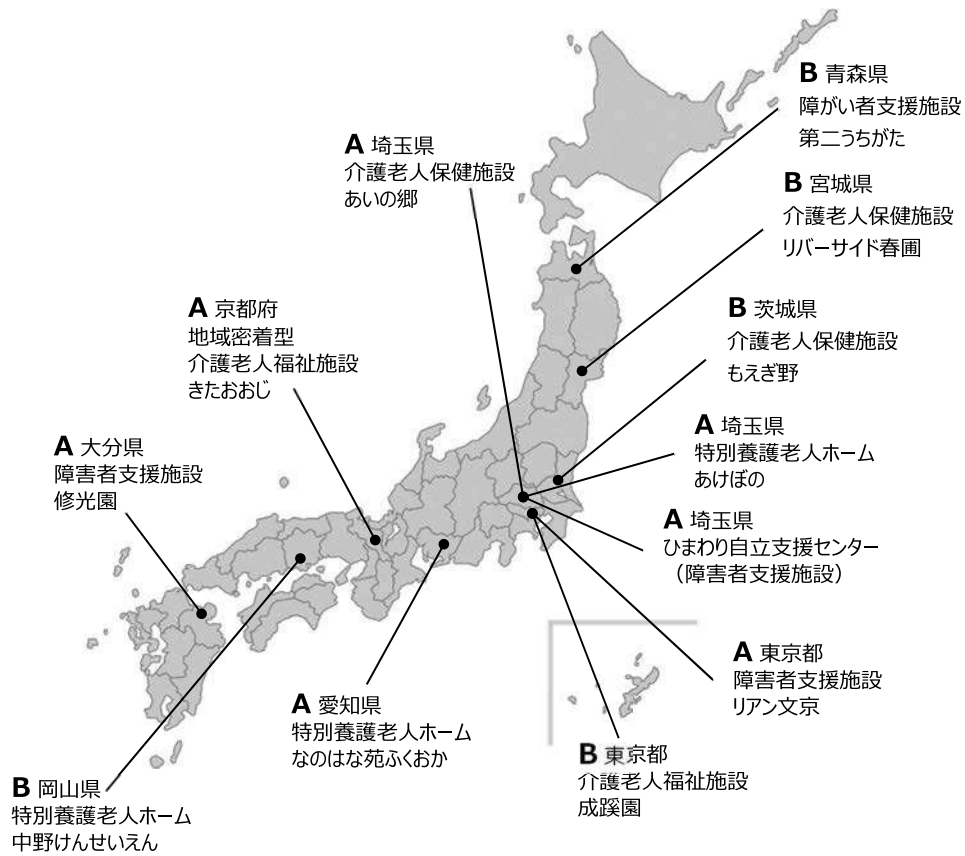 B 青森県
障がい者支援施設
第二うちがた
A 埼玉県
介護老人保健施設
あいの郷
B 宮城県
介護老人保健施設
リバーサイド春圃
A 京都府
地域密着型
介護老人福祉施設
きたおおじ
B 茨城県
介護老人保健施設
もえぎ野
A 大分県
障害者支援施設
修光園
A 埼玉県
特別養護老人ホーム
あけぼの
A 埼玉県
ひまわり自立支援センター
（障害者支援施設）
A 東京都
障害者支援施設
リアン文京
A 愛知県
特別養護老人ホーム
なのはな苑ふくおか
B 東京都
介護老人福祉施設
成蹊園
B 岡山県
特別養護老人ホーム
中野けんせいえん